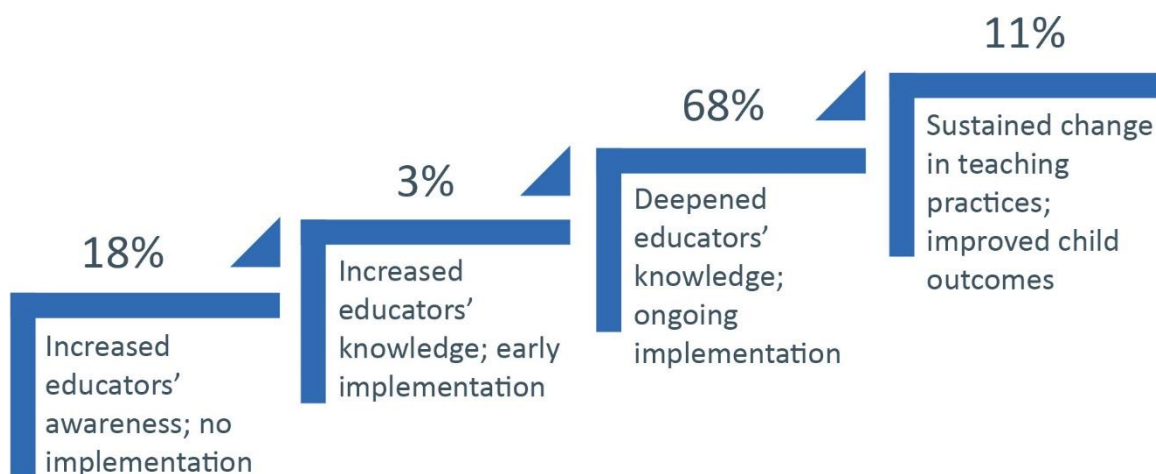 18%
Increased
educators’
awareness; no
implementation
3%
Increased
educators’
knowledge; early
implementation
68%
Deepened
educators’
knowledge;
ongoing
implementation
11%
Sustained change
in teaching
practices;
improved child
outcomes